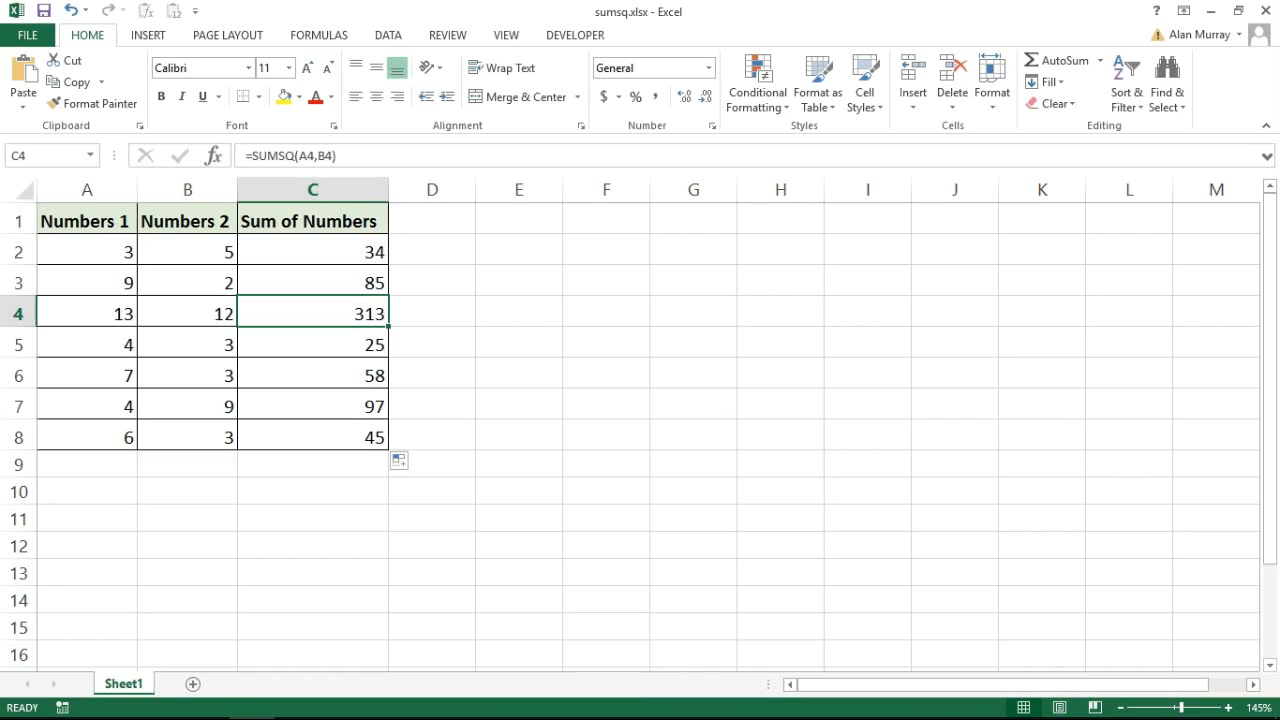 sumsq.xlsx - Excel
?
FILE HOME INSERT PAGE LAYOUT FORMULAS DATA REVIEW VIEW DEVELOPER Alan Murray
Paste
Cut
Copy
Format Painter
Clipboard
Calibri 11
B I U
Font
Wrap Text
Merge & Center
Alignment
General
$ % ,
Number
Conditional Formatting
Format as Table
Cell Styles
Styles
Insert Delete Format
Cells
AutoSum
Fill
Clear
Sort & Filter
Find & Select
Editing
C4 fx =SUMSQ(A4,B4)
A B C D E F G H I J K L M
1 Numbers 1 Numbers 2 Sum of Numbers
2 3 5 34
3 9 2 85
4 13 12 313
5 4 3 25
6 7 3 58
7 4 9 97
8 6 3 45
9
10
11
12
13
14
15
16
Sheet1
READY 145%